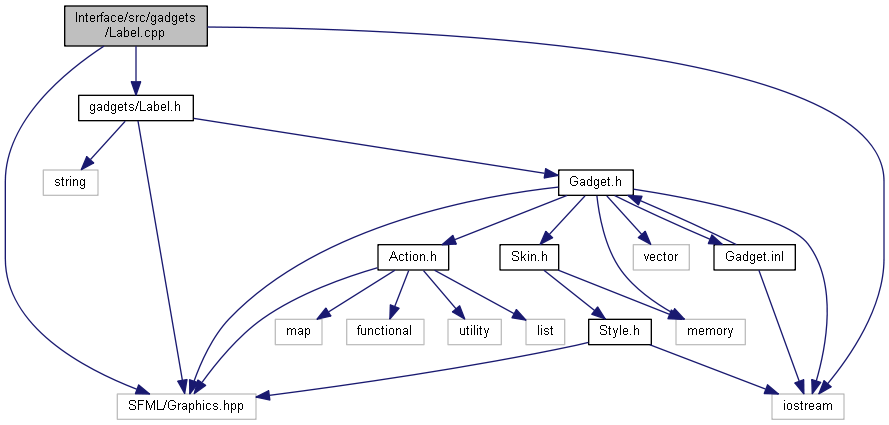 Interface/src/gadgets
/Label.cpp
gadgets/Label.h
string
Gadget.h
Action.h
Skin.h
vector
Gadget.inl
map
functional
utility
list
Style.h
memory
SFML/Graphics.hpp
iostream